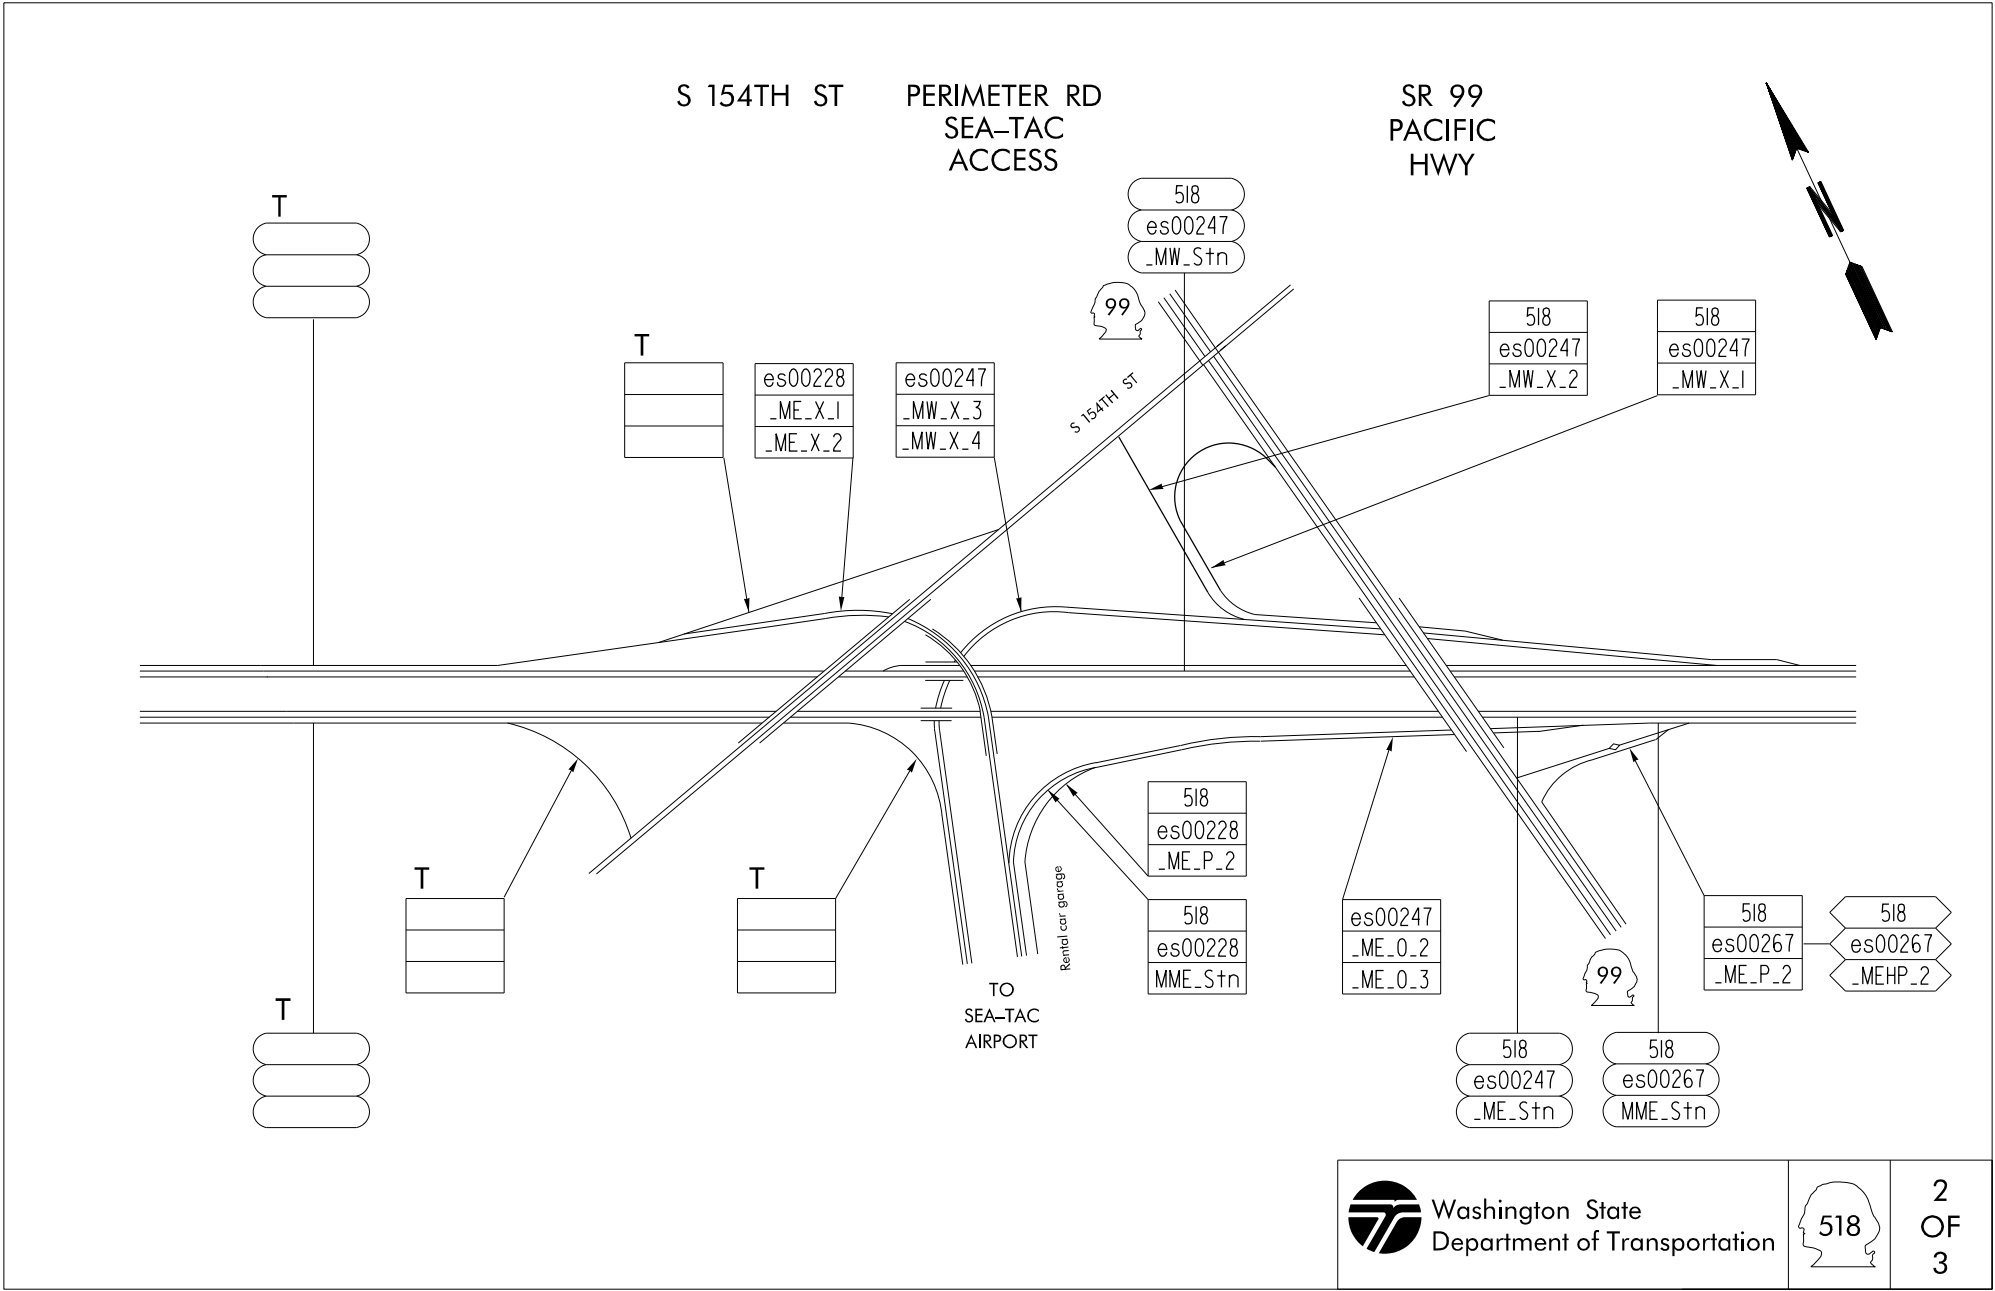 S 154TH ST
PERIMETER RD
SEA–TAC
ACCESS
SR 99
PACIFIC
HWY
N
T
518
es00247
_MW_Stn
99
T
es00228
_ME_X_1
_ME_X_2
es00247
_MW_X_3
_MW_X_4
S 154TH ST
518
es00247
_MW_X_2
518
es00247
_MW_X_1
T
T
518
es00228
_ME_P_2
518
es00228
MME_Stn
Rental car garage
TO
SEA–TAC
AIRPORT
es00247
_ME_O_2
_ME_O_3
99
518
es00267
_ME_P_2
518
es00267
_MEHP_2
T
518
es00247
_ME_Stn
518
es00267
MME_Stn
Washington State
Department of Transportation
518
2
OF
3